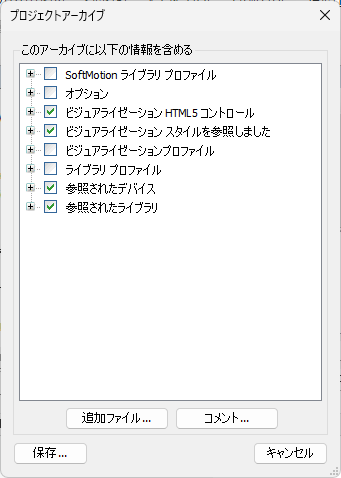 プロジェクトアーカイブ
このアーカイブに以下の情報を含める
SoftMotion ライブラリ プロファイル
オプション
ビジュアライゼーション HTML5 コントロール
ビジュアライゼーション スタイルを参照しました
ビジュアライゼーションプロファイル
ライブラリ プロファイル
参照されたデバイス
参照されたライブラリ
追加ファイル...
コメント...
保存...
キャンセル